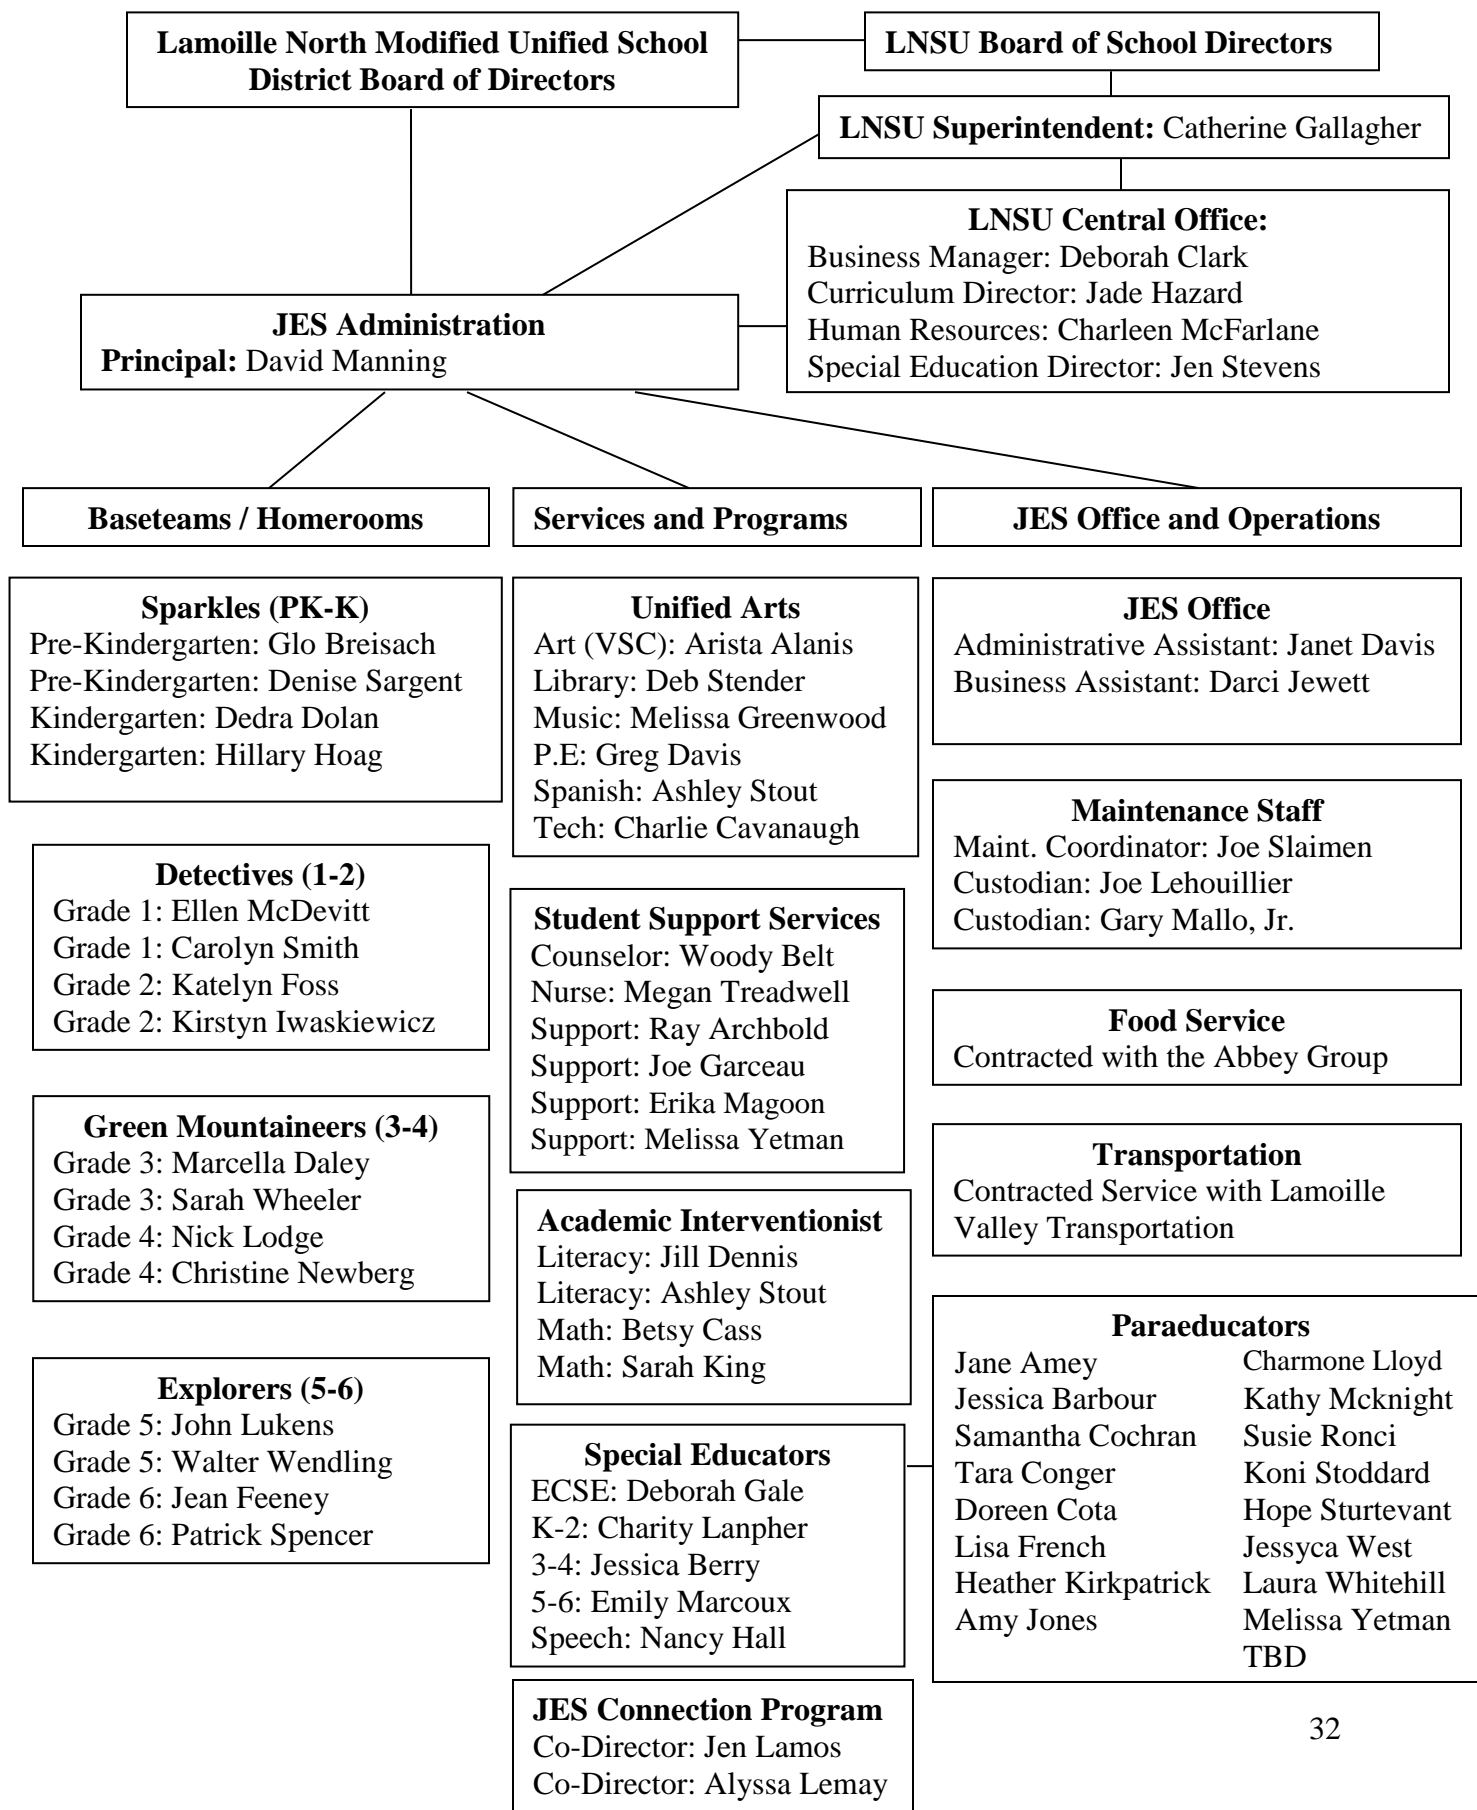 Lamoille North Modified Unified School
District Board of Directors
LNSU Board of School Directors
LNSU Superintendent: Catherine Gallagher
LNSU Central Office:
Business Manager: Deborah Clark
Curriculum Director: Jade Hazard
Human Resources: Charleen McFarlane
Special Education Director: Jen Stevens
JES Administration
Principal: David Manning
Baseteams / Homerooms
Services and Programs
JES Office and Operations
Sparkles (PK-K)
Pre-Kindergarten: Glo Breisach
Pre-Kindergarten: Denise Sargent
Kindergarten: Dedra Dolan
Kindergarten: Hillary Hoag
Detectives (1-2)
Grade 1: Ellen McDevitt
Grade 1: Carolyn Smith
Grade 2: Katelyn Foss
Grade 2: Kirstyn Iwaskiewicz
Green Mountaineers (3-4)
Grade 3: Marcella Daley
Grade 3: Sarah Wheeler
Grade 4: Nick Lodge
Grade 4: Christine Newberg
Explorers (5-6)
Grade 5: John Lukens
Grade 5: Walter Wendling
Grade 6: Jean Feeney
Grade 6: Patrick Spencer
Unified Arts
Art (VSC): Arista Alanis
Library: Deb Stender
Music: Melissa Greenwood
P.E: Greg Davis
Spanish: Ashley Stout
Tech: Charlie Cavanaugh
Student Support Services
Counselor: Woody Belt
Nurse: Megan Treadwell
Support: Ray Archbold
Support: Joe Garceau
Support: Erika Magoon
Support: Melissa Yetman
Academic Interventionist
Literacy: Jill Dennis
Literacy: Ashley Stout
Math: Betsy Cass
Math: Sarah King
Special Educators
ECSE: Deborah Gale
K-2: Charity Lanpher
3-4: Jessica Berry
5-6: Emily Marcoux
Speech: Nancy Hall
JES Connection Program
Co-Director: Jen Lamos
Co-Director: Alyssa Lemay
JES Office
Administrative Assistant: Janet Davis
Business Assistant: Darci Jewett
Maintenance Staff
Maint. Coordinator: Joe Slaimen
Custodian: Joe Lehouillier
Custodian: Gary Mallo, Jr.
Food Service
Contracted with the Abbey Group
Transportation
Contracted Service with Lamoille
Valley Transportation
Paraeducators
Jane Amey
Jessica Barbour
Samantha Cochran
Tara Conger
Doreen Cota
Lisa French
Heather Kirkpatrick
Amy Jones
Charmone Lloyd
Kathy Mcknight
Susie Ronci
Koni Stoddard
Hope Sturtevant
Jessyca West
Laura Whitehill
Melissa Yetman
TBD
32